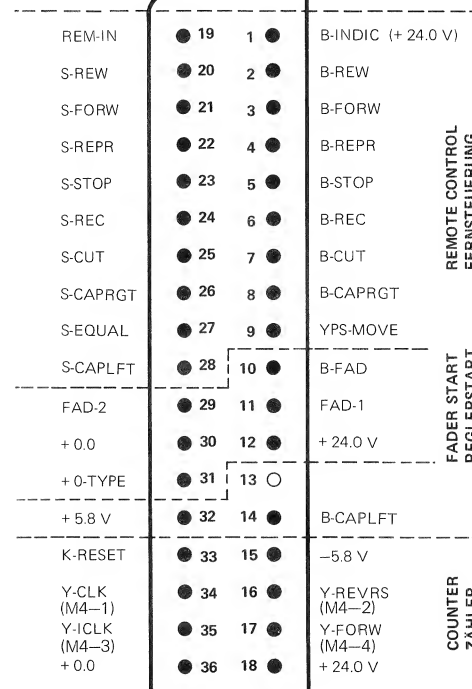 REM-IN 19 1 B-INDIC (+ 24.0 V)
S-REW 20 2 B-REW
S-FORW 21 3 B-FORW
S-REPR 22 4 B-REPR
S-STOP 23 5 B-STOP
S-REC 24 6 B-REC
S-CUT 25 7 B-CUT
S-CAPRGT 26 8 B-CAPRGT
S-EQUAL 27 9 YPS-MOVE
REMOTE CONTROL
FERNSTEUERUNG
S-CAPLFT 28 10 B-FAD
FAD-2 29 11 FAD-1
+ 0.0 30 12 + 24.0 V
FADER START
REGLERSTART
+ 0-TYPE 31 13
+ 5.8 V 32 14 B-CAPLFT
K-RESET 33 15 –5.8 V
Y-CLK 34 16 Y-REVRS
(M4–1) (M4–2)
Y-ICLK 35 17 Y-FORW
(M4–3) (M4–4)
+ 0.0 36 18 + 24.0 V
COUNTER
ZÄHLER